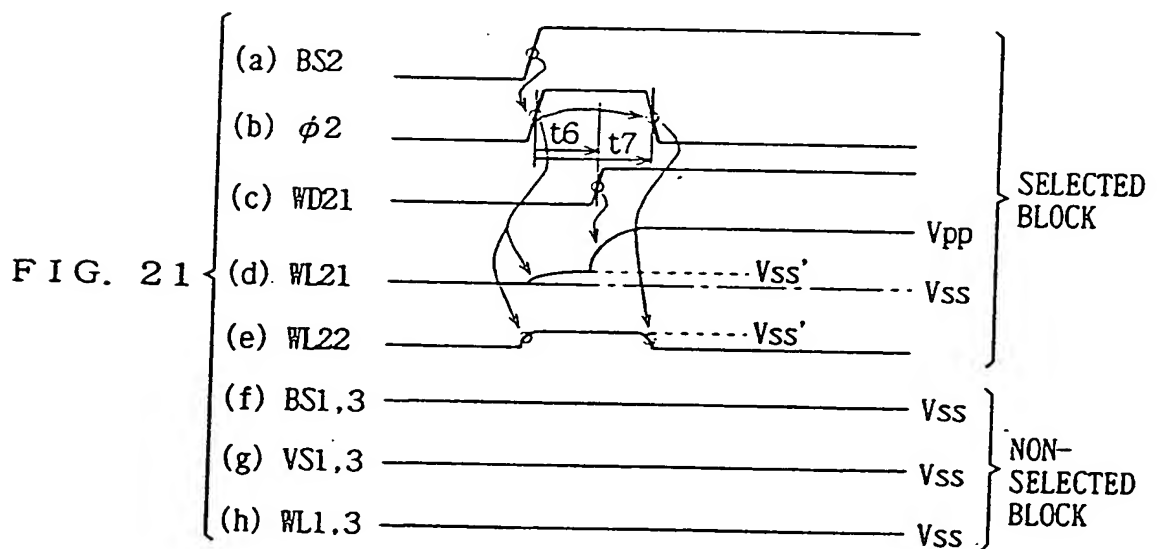 FIG. 21
(a) BS2
(b) φ2
t6
t7
(c) WD21
Vpp
(d) WL21
Vss'
Vss
(e) WL22
Vss'
SELECTED
BLOCK
(f) BS1,3
Vss
(g) VS1,3
Vss
(h) WL1,3
Vss
NON-
SELECTED
BLOCK